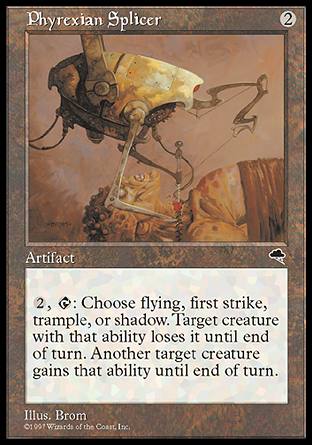 Phyrexian Splicer 2
Artifact
2, : Choose flying, first strike,
trample, or shadow. Target creature
with that ability loses it until end
of turn. Another target creature
gains that ability until end of turn.
Illus. Brom
©1997 Wizards of the Coast, Inc.